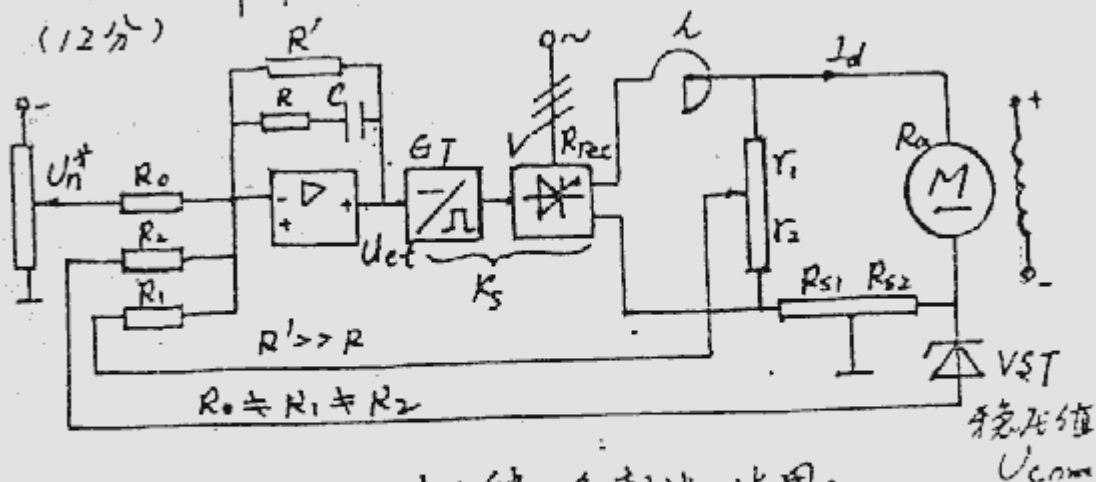 (12分)
R'
R C
Un* R0
R2
R1
GT
Uct
Ks
V
Rrec
~
L
Id
r1
r2
Ra
M
Rs1 Rs2
VST
稳压值
R'>>R
R0≠R1≠R2